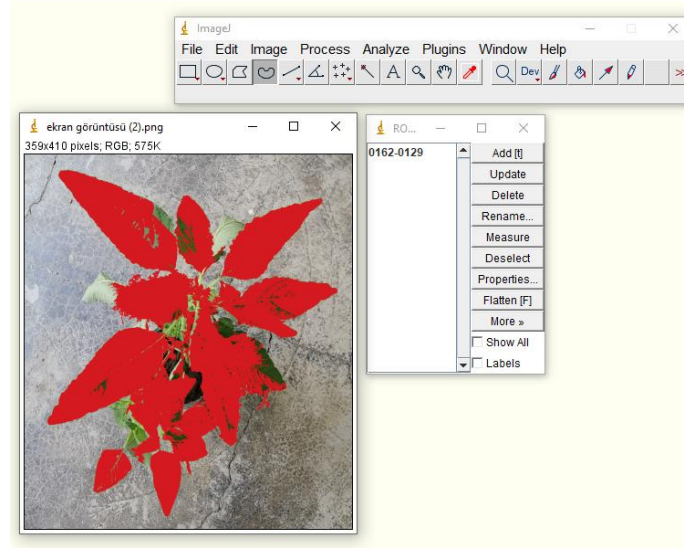 ImageJ
File Edit Image Process Analyze Plugins Window Help
A Dev
ekran görüntüsü (2).png
359x410 pixels; RGB; 575K
RO...
0162-0129
Add [t]
Update
Delete
Rename...
Measure
Deselect
Properties...
Flatten [F]
More »
Show All
Labels